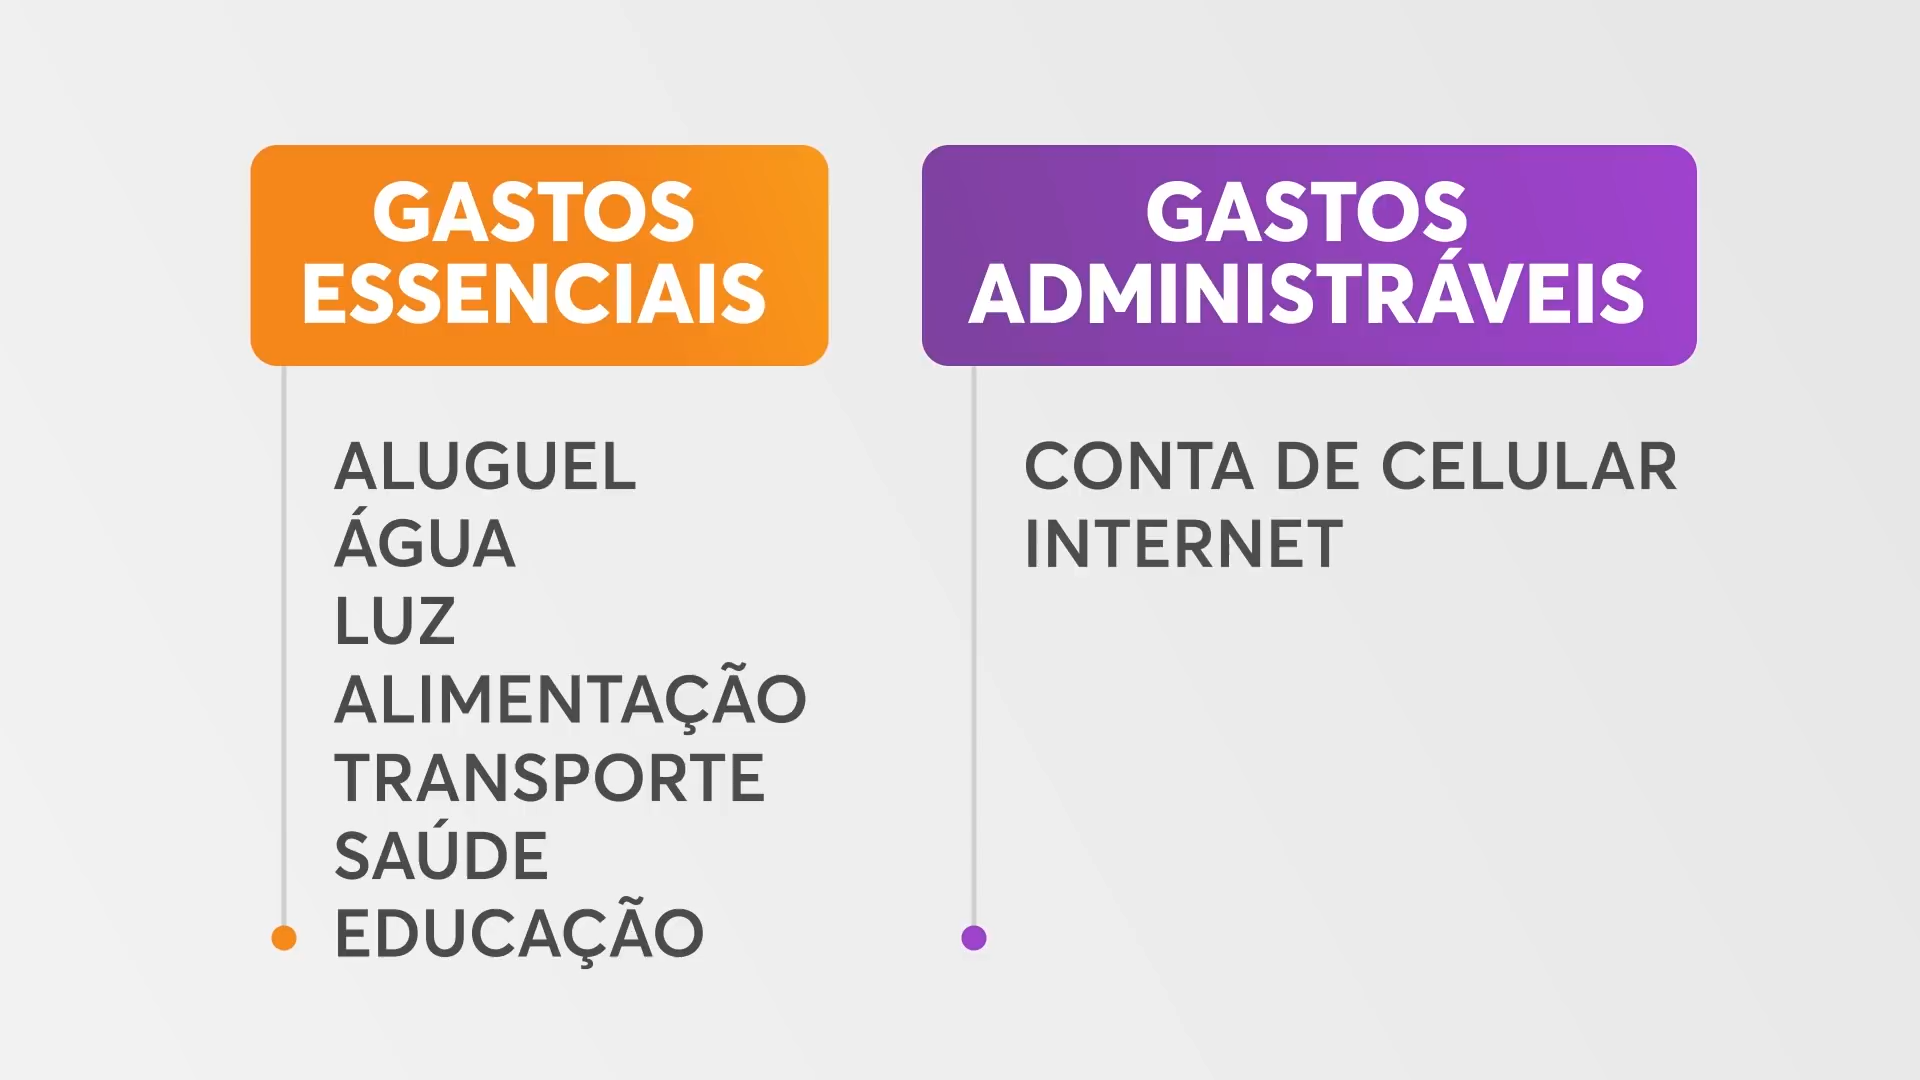 GASTOS
ESSENCIAIS
ALUGUEL
ÁGUA
LUZ
ALIMENTAÇÃO
TRANSPORTE
SAÚDE
EDUCAÇÃO
GASTOS
ADMINISTRÁVEIS
CONTA DE CELULAR
INTERNET